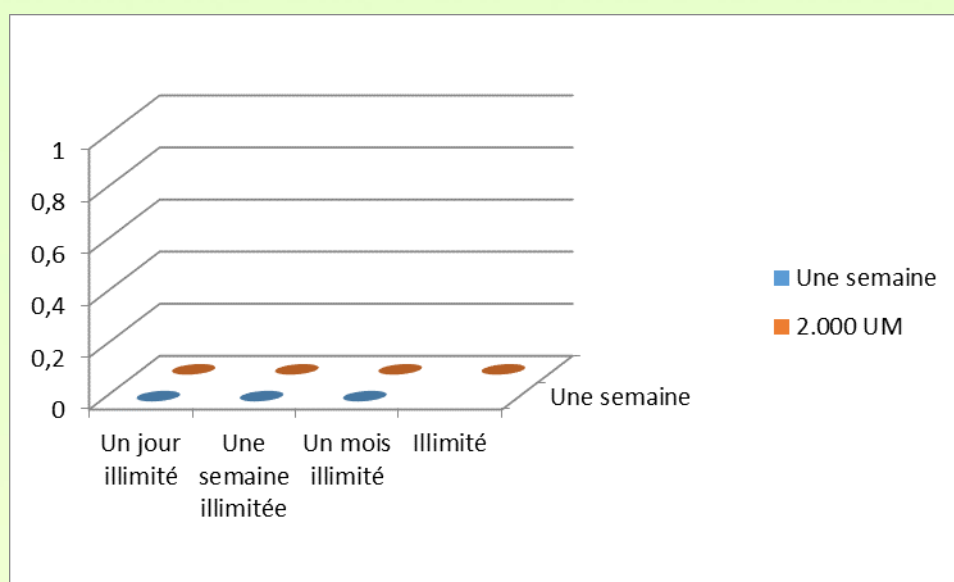 1
0,8
0,6
0,4
0,2
0
Un jour
illimité
Une
semaine
illimitée
Un mois
illimité
Illimité
Une semaine
Une semaine
2.000 UM